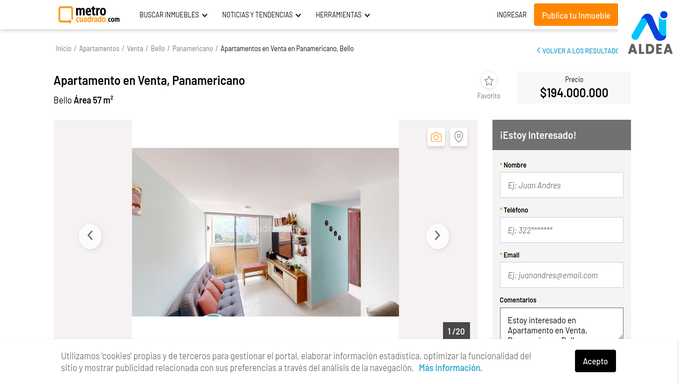 metro
cuadrado.com
BUSCAR INMUEBLES
NOTICIAS Y TENDENCIAS
HERRAMIENTAS
INGRESAR
Publica tu Inmueble
AiDEA
Inicio / Apartamentos / Venta / Bello / Panamericano / Apartamentos en Venta en Panamericano, Bello
VOLVER A LOS RESULTADO
Apartamento en Venta, Panamericano
Bello Área 57 m²
Favorito
Precio
$194.000.000
¡Estoy Interesado!
* Nombre
Ej: Juan Andres
* Teléfono
Ej: 322*******
* Email
Ej: juanandres@email.com
Comentarios
Estoy interesado en
Apartamento en Venta,
1 / 20
Utilizamos 'cookies' propias y de terceros para gestionar el portal, elaborar información estadística, optimizar la funcionalidad del
sitio y mostrar publicidad relacionada con sus preferencias a través del análisis de la navegación. Más Información.
Acepto